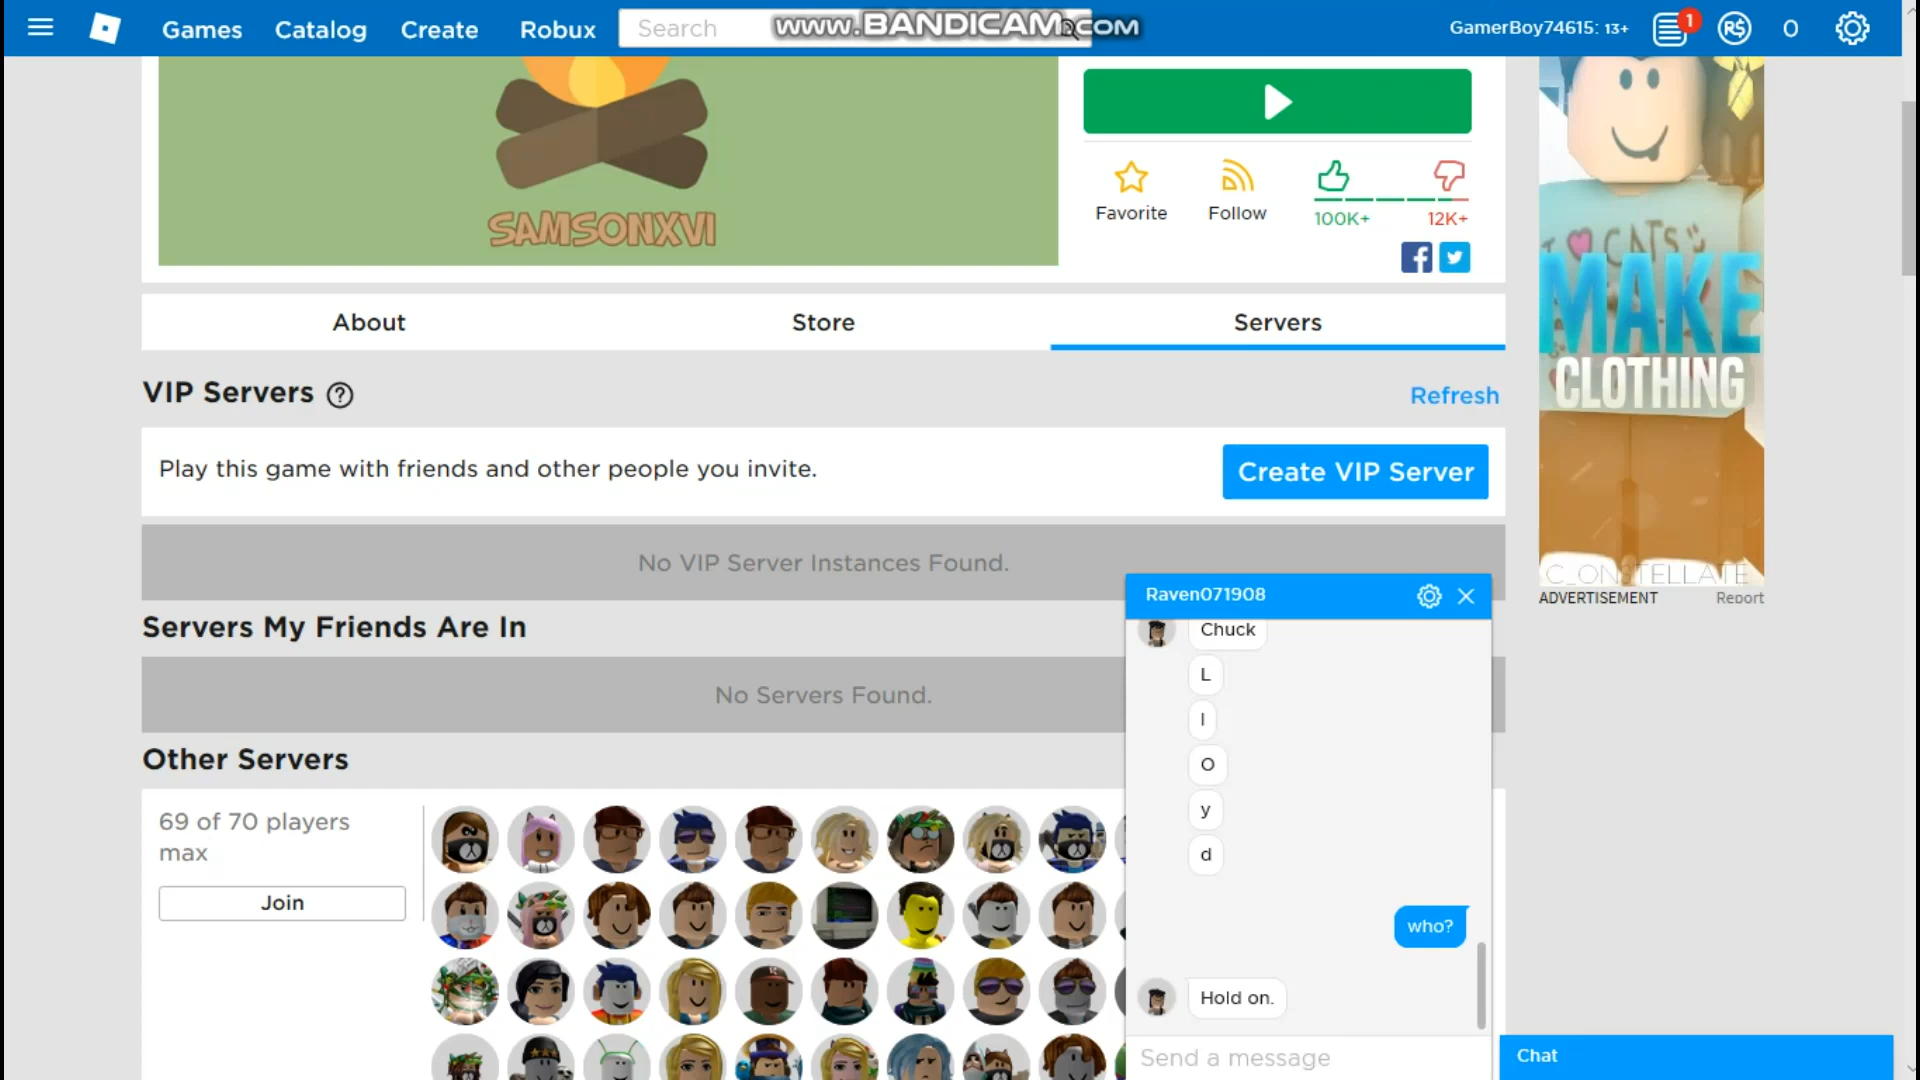 Games
Catalog
Create
Robux
Search
www.BANDICAM.COM
GamerBoy74615: 13+
1
R$
0
SAMSONXVI
Favorite
Follow
100K+
12K+
About
Store
Servers
VIP Servers
?
Refresh
Play this game with friends and other people you invite.
Create VIP Server
No VIP Server Instances Found.
Servers My Friends Are In
No Servers Found.
Other Servers
69 of 70 players
max
Join
I CATS
MAKE
CLOTHING
C_ONSTELLATE
ADVERTISEMENT
Report
Raven071908
Chuck
L
l
O
y
d
who?
Hold on.
Send a message
Chat